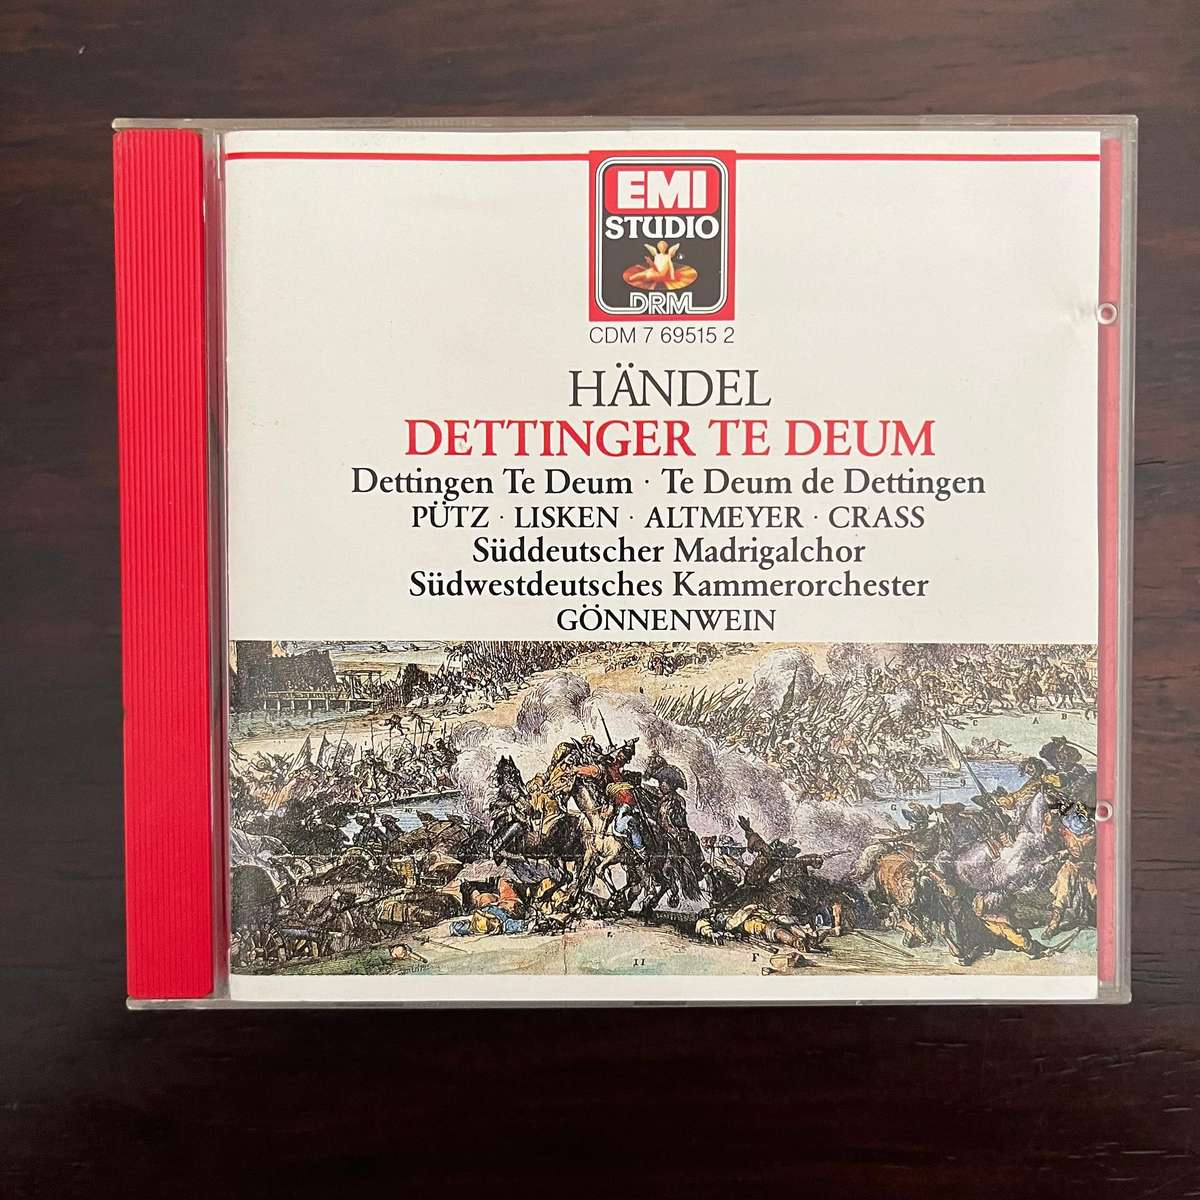 EMI
STUDIO
DRM
CDM 7 69515 2
HÄNDEL
DETTINGER TE DEUM
Dettingen Te Deum · Te Deum de Dettingen
PÜTZ · LISKEN · ALTMEYER · CRASS
Süddeutscher Madrigalchor
Südwestdeutsches Kammerorchester
GÖNNENWEIN